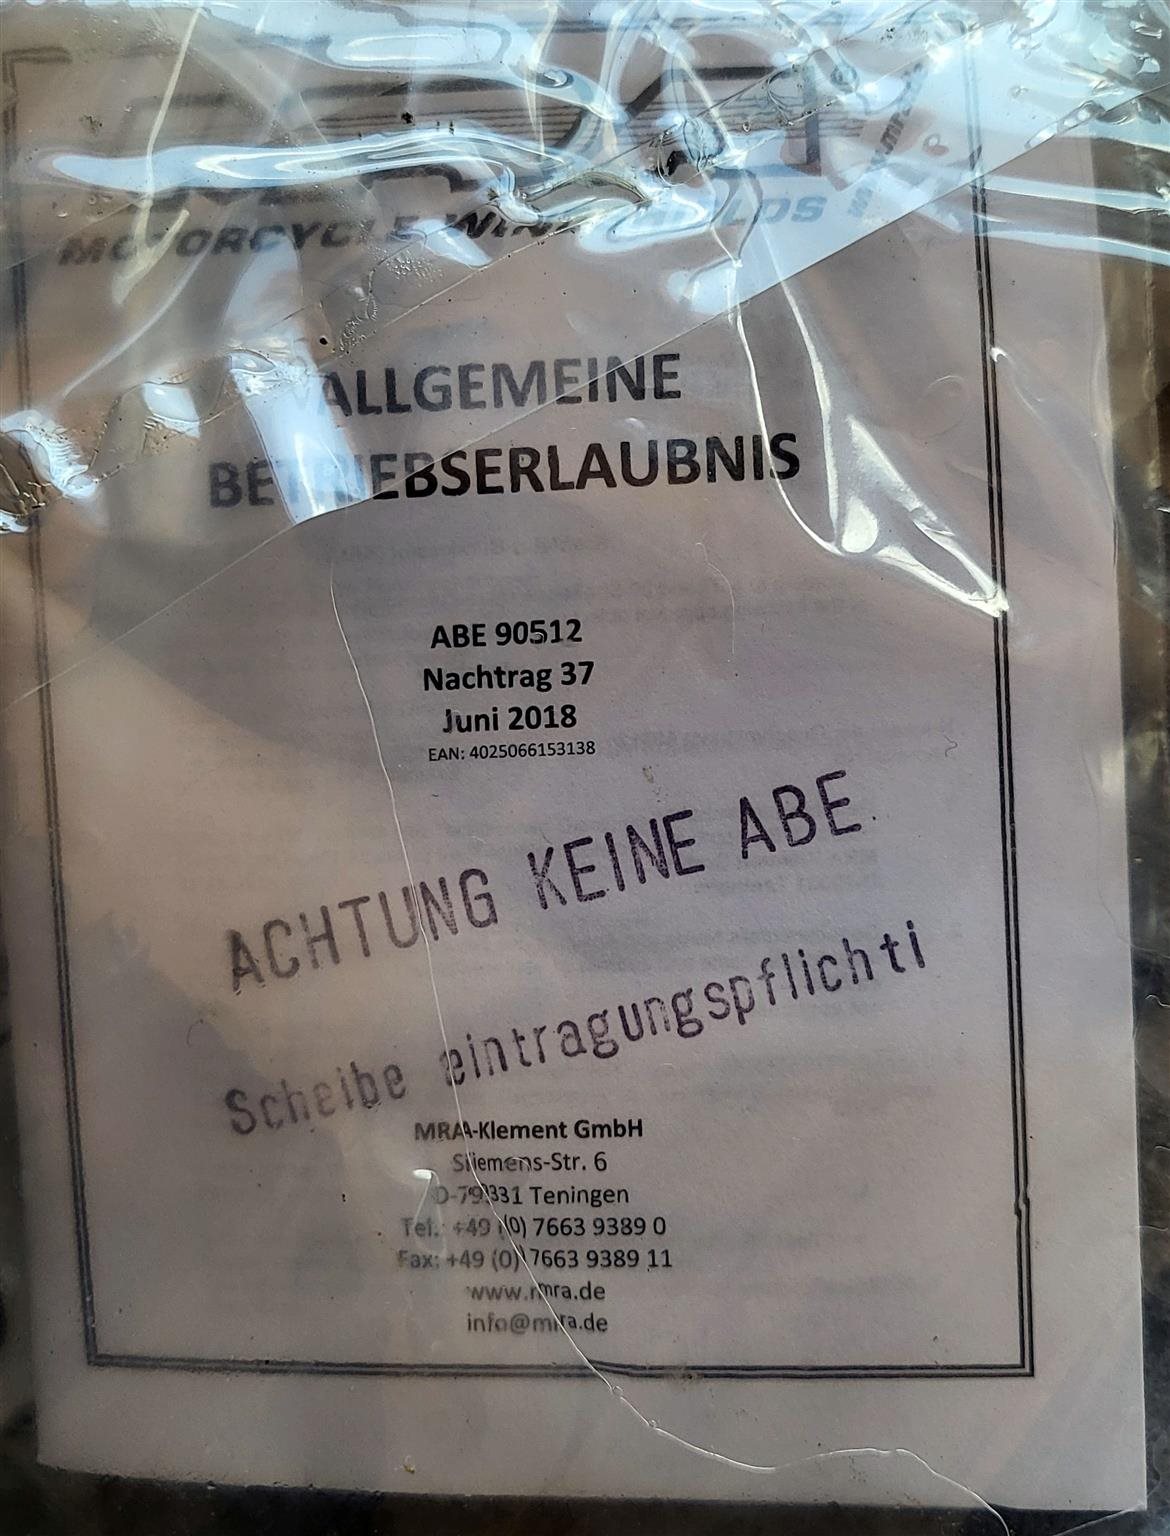 MOTORCYCLE WINDSHIELDS
ALLGEMEINE
BETRIEBSERLAUBNIS
ABE 90512
Nachtrag 37
Juni 2018
EAN: 4025066153138
ACHTUNG KEINE ABE
Scheibe eintragungspflichti
MRA-Klement GmbH
Siemens-Str. 6
D-79331 Teningen
Tel.: +49 (0) 7663 9389 0
Fax: +49 (0) 7663 9389 11
www.mra.de
info@mra.de